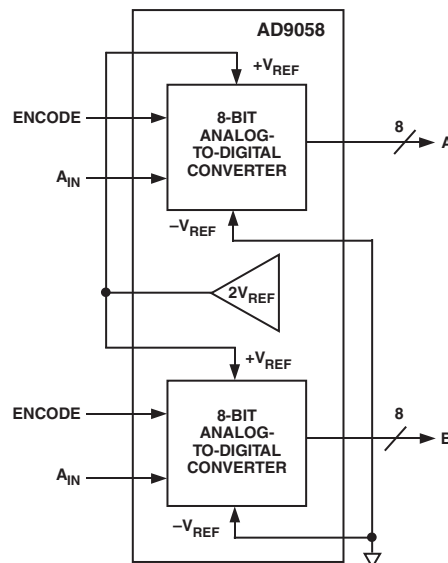 AD9058
+VREF
ENCODE
8-BIT
ANALOG-
TO-DIGITAL
CONVERTER
8
AIN
–VREF
2VREF
+VREF
ENCODE
8-BIT
ANALOG-
TO-DIGITAL
CONVERTER
8
AIN
–VREF